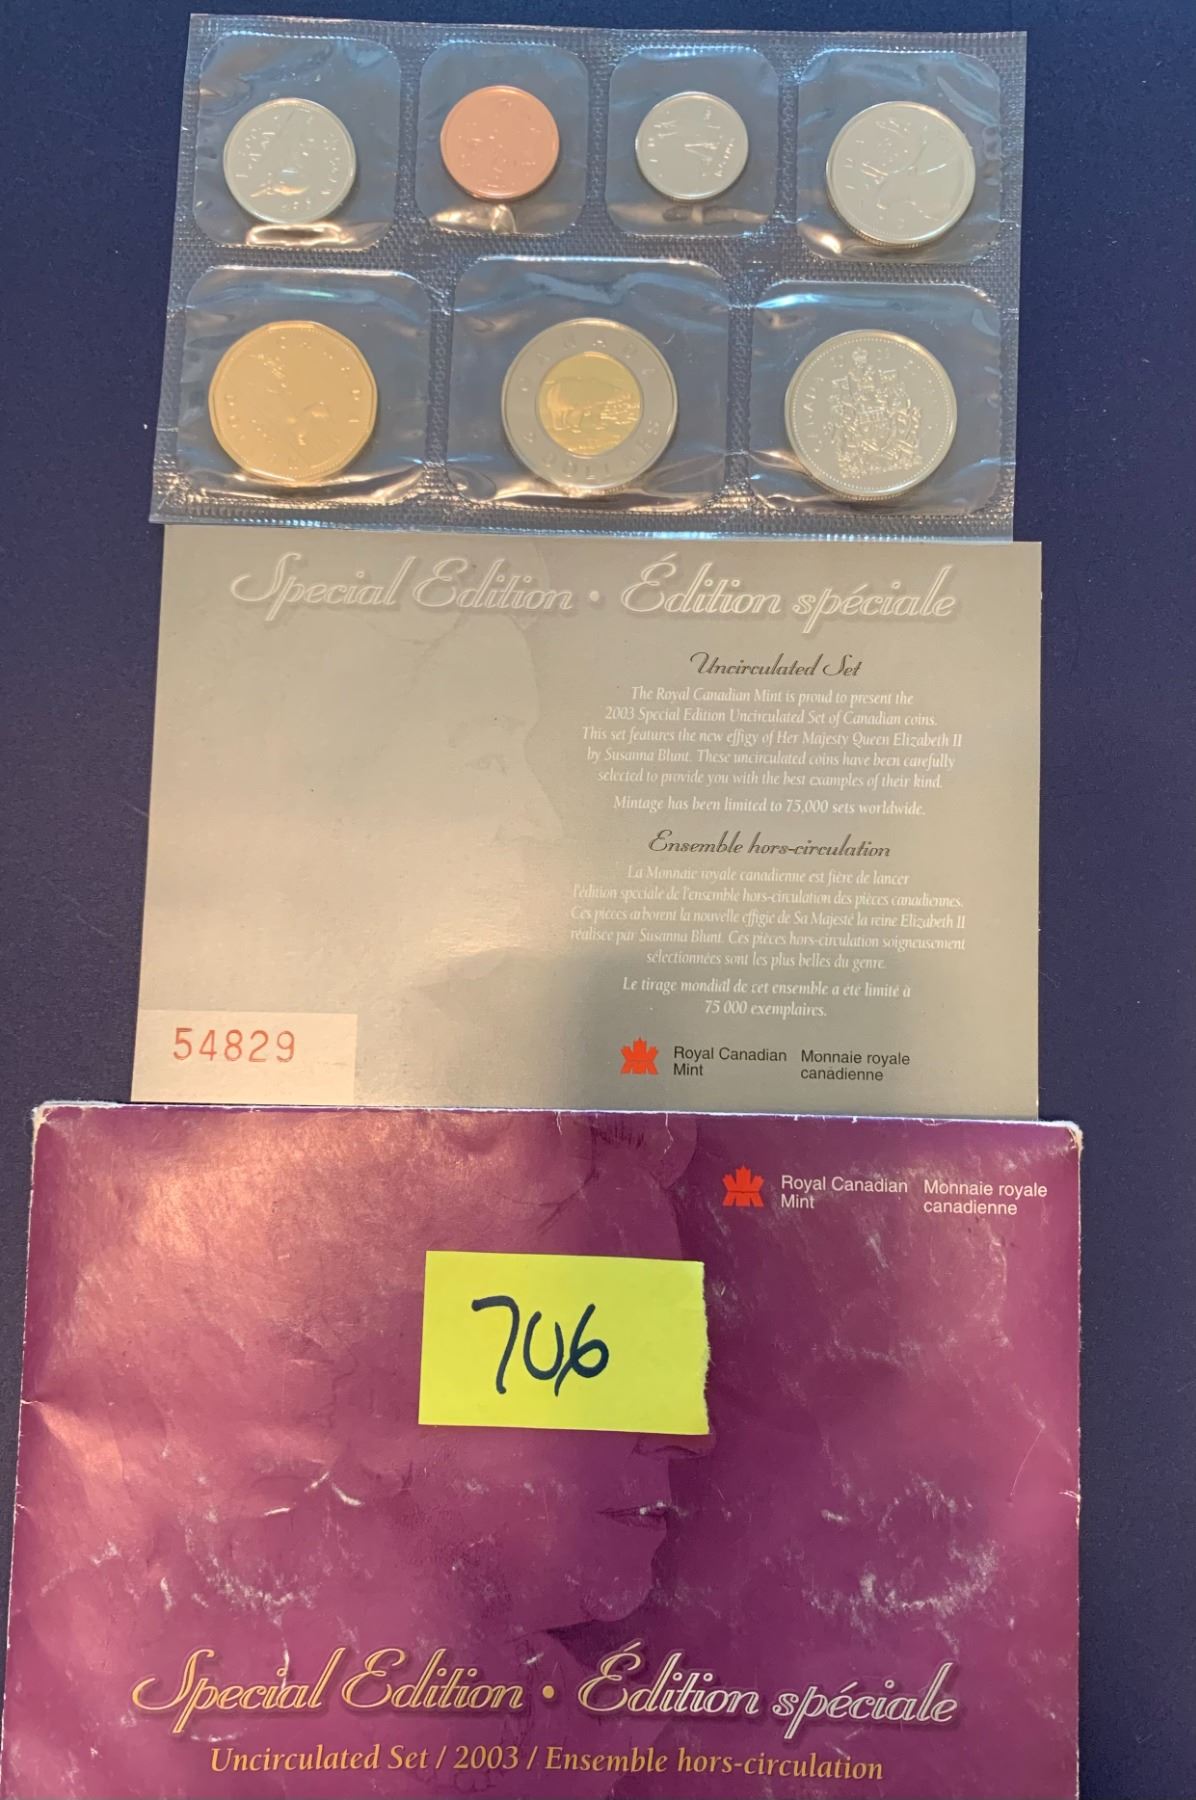 CANADA
2
DOLLARS
CANADA
Special Edition • Édition spéciale
Uncirculated Set
The Royal Canadian Mint is proud to present the
2003 Special Edition Uncirculated Set of Canadian coins.
This set features the new effigy of Her Majesty Queen Elizabeth II
by Susanna Blunt. These uncirculated coins have been carefully
selected to provide you with the best examples of their kind.
Mintage has been limited to 75,000 sets worldwide.
Ensemble hors-circulation
La Monnaie royale canadienne est fière de lancer
l'édition spéciale de l'ensemble hors-circulation des pièces canadiennes.
Ces pièces arborent la nouvelle effigie de Sa Majesté la reine Elizabeth II
réalisée par Susanna Blunt. Ces pièces hors-circulation soigneusement
sélectionnées sont les plus belles du genre.
Le tirage mondial de cet ensemble a été limité à
75 000 exemplaires.
54829
Royal Canadian Monnaie royale
Mint canadienne
Royal Canadian Monnaie royale
Mint canadienne
706
Special Edition • Édition spéciale
Uncirculated Set / 2003 / Ensemble hors-circulation